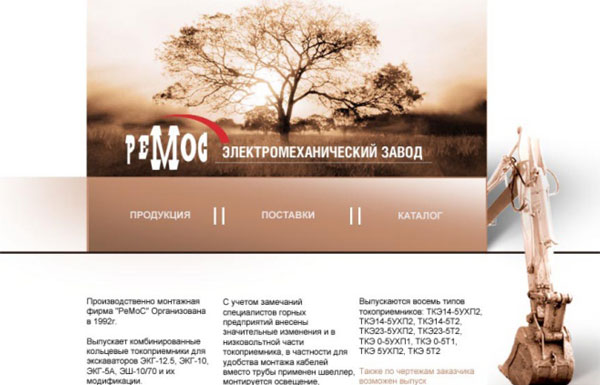 РеМоС
ЭЛЕКТРОМЕХАНИЧЕСКИЙ ЗАВОД
ПРОДУКЦИЯ
ПОСТАВКИ
КАТАЛОГ
Производственно монтажная
фирма "РеМоС" Организована
в 1992г.
Выпускает комбинированные
кольцевые токоприемники для
экскаваторов ЭКГ-12.5, ЭКГ-10,
ЭКГ-5А, ЭШ-10/70 и их
модификации.
С учетом замечаний
специалистов горных
предприятий внесены
значительные изменения и в
низковольтной части
токоприемника, в частности для
удобства монтажа кабелей
вместо трубы применен швеллер,
монтируется освещение,
Выпускаются восемь типов
токоприемников: ТКЭ14-5УХЛ2,
ТКЭ14-5УХП2, ТКЭ14-5Т2,
ТКЭ23-5УХЛ2, ТКЭ23-5Т2,
ТКЭ 0-5УХЛ1, ТКЭ 0-5Т1,
ТКЭ 5УХЛ2, ТКЭ 5Т2
Также по чертежам заказчика
возможен выпуск